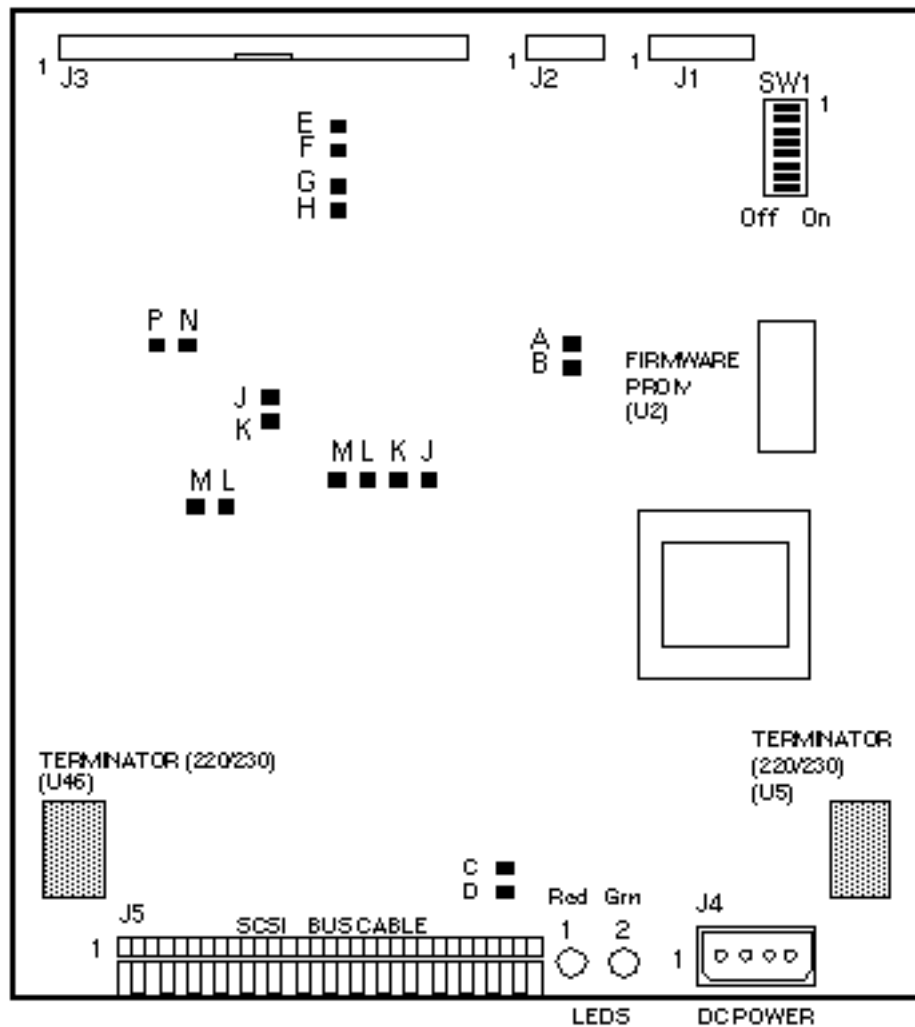 1 J3
1 J2
1 J1
SW1
1
E
F
G
H
Off On
P N
A
B
FIRMWARE
PROM
(U2)
J
K
M L K J
M L
TERMINATOR (220/230)
(U46)
TERMINATOR
(220/230)
(U5)
C
D
Red Grn
1 2
J4
1
J5
SCSI BUS CABLE
1
LEDS
DC POWER